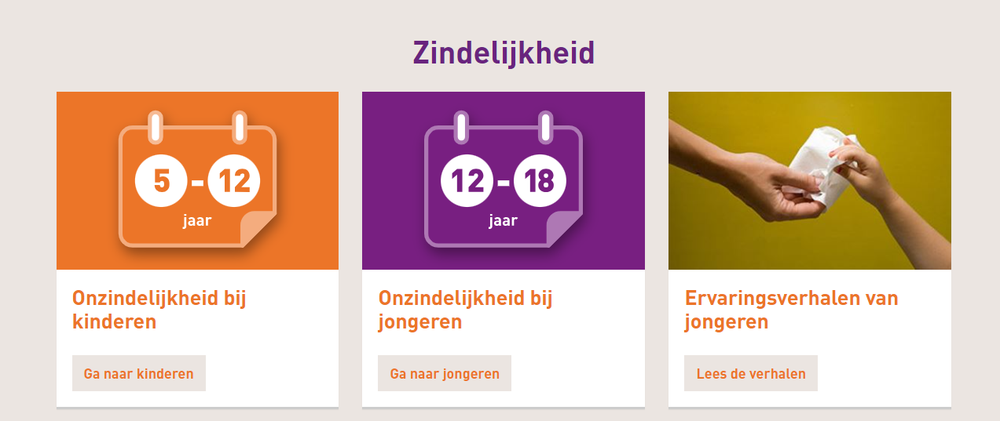 Zindelijkheid
5 - 12
jaar
Onzindelijkheid bij
kinderen
Ga naar kinderen
12 - 18
jaar
Onzindelijkheid bij
jongeren
Ga naar jongeren
Ervaringsverhalen van
jongeren
Lees de verhalen